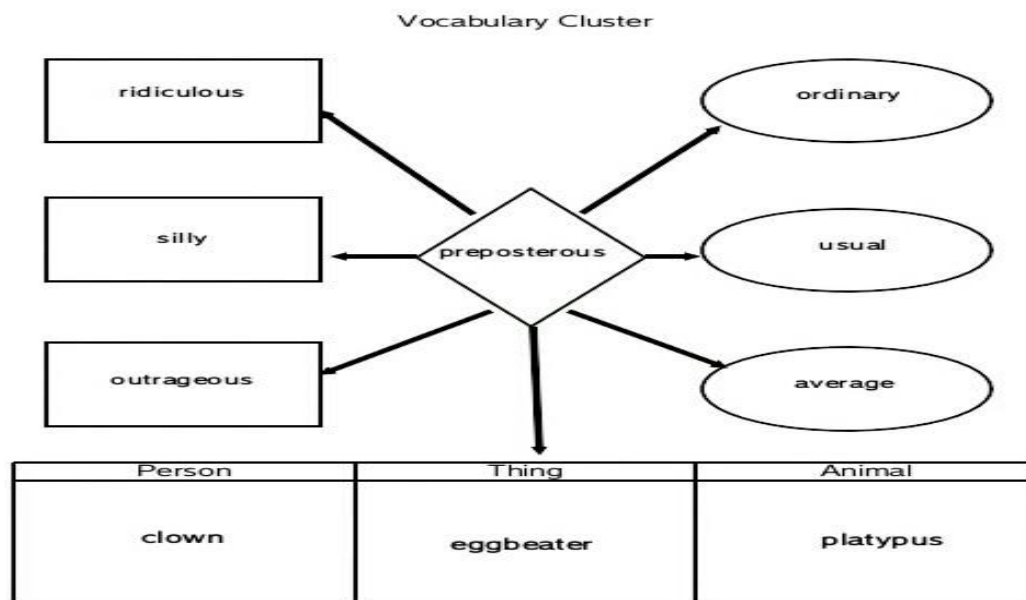 Vocabulary Cluster
ridiculous
ordinary
silly
preposterous
usual
outrageous
average
Person
Thing
Animal
clown
eggbeater
platypus